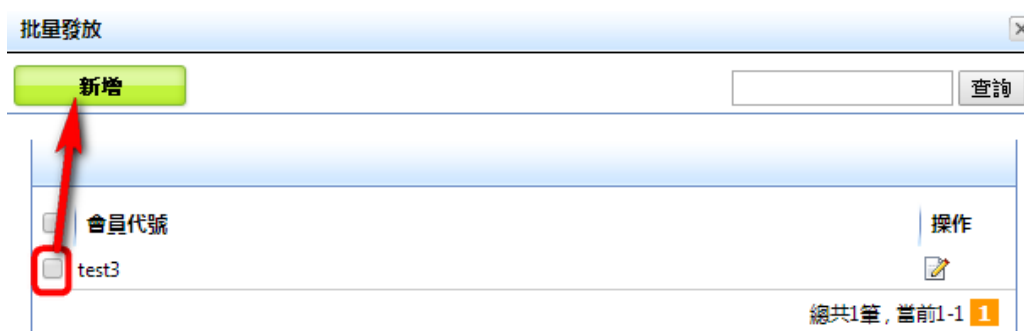 批量發放
新增 查詢
會員代號 操作
test3
總共1筆 , 當前1-1 1